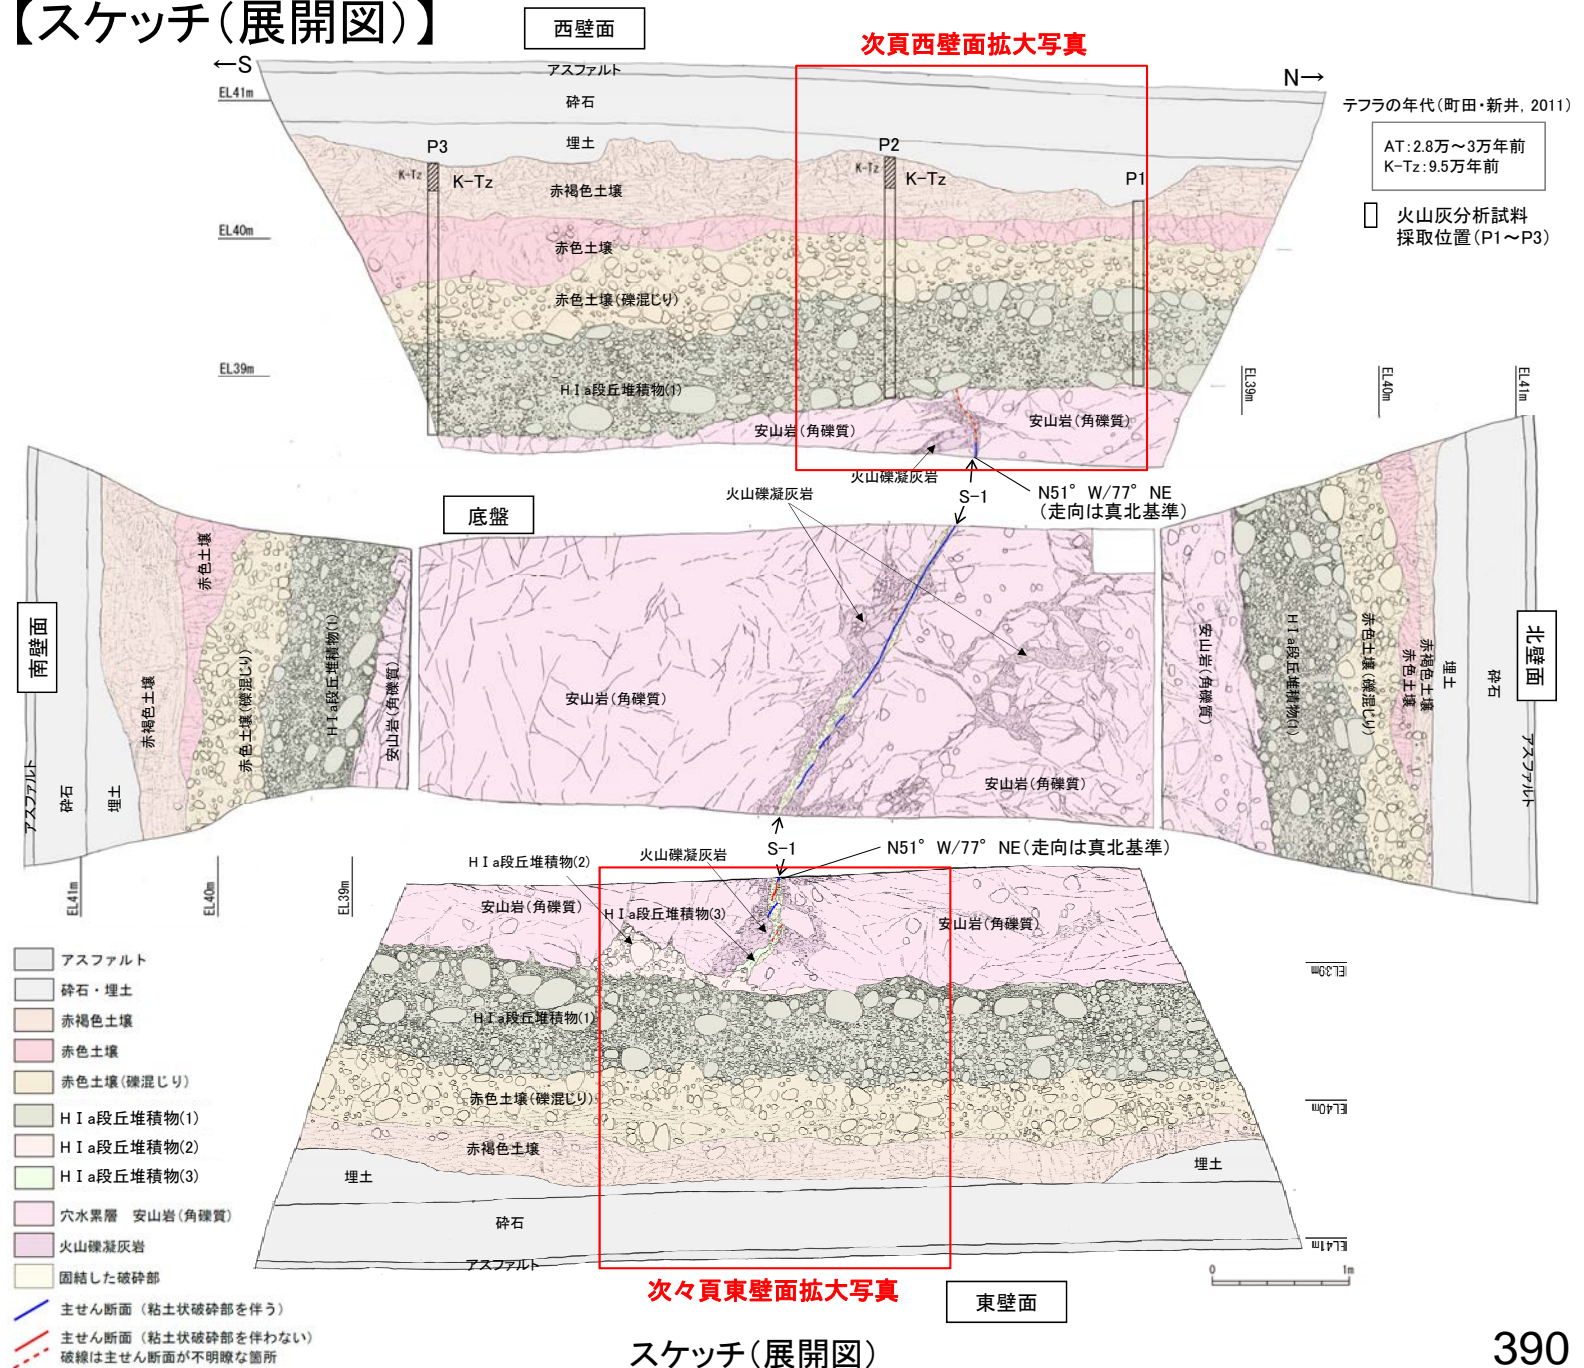 【スケッチ(展開図)】
西壁面
次頁西壁面拡大写真
←S
N→
アスファルト
EL41m
砕石
テフラの年代(町田・新井, 2011)
AT:2.8万～3万年前
K-Tz:9.5万年前
P3
埋土
P2
K-Tz
K-Tz
K-Tz
K-Tz
P1
赤褐色土壌
火山灰分析試料
採取位置(P1～P3)
EL40m
赤色土壌
赤色土壌(礫混じり)
EL39m
HⅠa段丘堆積物(1)
EL39m
EL40m
EL41m
安山岩(角礫質)
安山岩(角礫質)
火山礫凝灰岩
火山礫凝灰岩
S-1
N51°W/77°NE
(走向は真北基準)
底盤
南壁面
アスファルト
砕石
埋土
赤褐色土壌
赤色土壌
赤色土壌(礫混じり)
HⅠa段丘堆積物(1)
安山岩(角礫質)
安山岩(角礫質)
安山岩(角礫質)
安山岩(角礫質)
HⅠa段丘堆積物(1)
赤色土壌(礫混じり)
赤色土壌
赤褐色土壌
埋土
砕石
アスファルト
北壁面
S-1
N51°W/77°NE(走向は真北基準)
EL41m
EL40m
EL39m
HⅠa段丘堆積物(2)
火山礫凝灰岩
安山岩(角礫質)
HⅠa段丘堆積物(3)
安山岩(角礫質)
EL39m
HⅠa段丘堆積物(1)
赤色土壌(礫混じり)
EL40m
赤褐色土壌
埋土
埋土
砕石
EL41m
アスファルト
次々頁東壁面拡大写真
東壁面
0
1m
アスファルト
砕石・埋土
赤褐色土壌
赤色土壌
赤色土壌(礫混じり)
HⅠa段丘堆積物(1)
HⅠa段丘堆積物(2)
HⅠa段丘堆積物(3)
穴水累層 安山岩(角礫質)
火山礫凝灰岩
固結した破砕部
主せん断面(粘土状破砕部を伴う)
主せん断面(粘土状破砕部を伴わない)
破線は主せん断面が不明瞭な箇所
スケッチ(展開図)
390